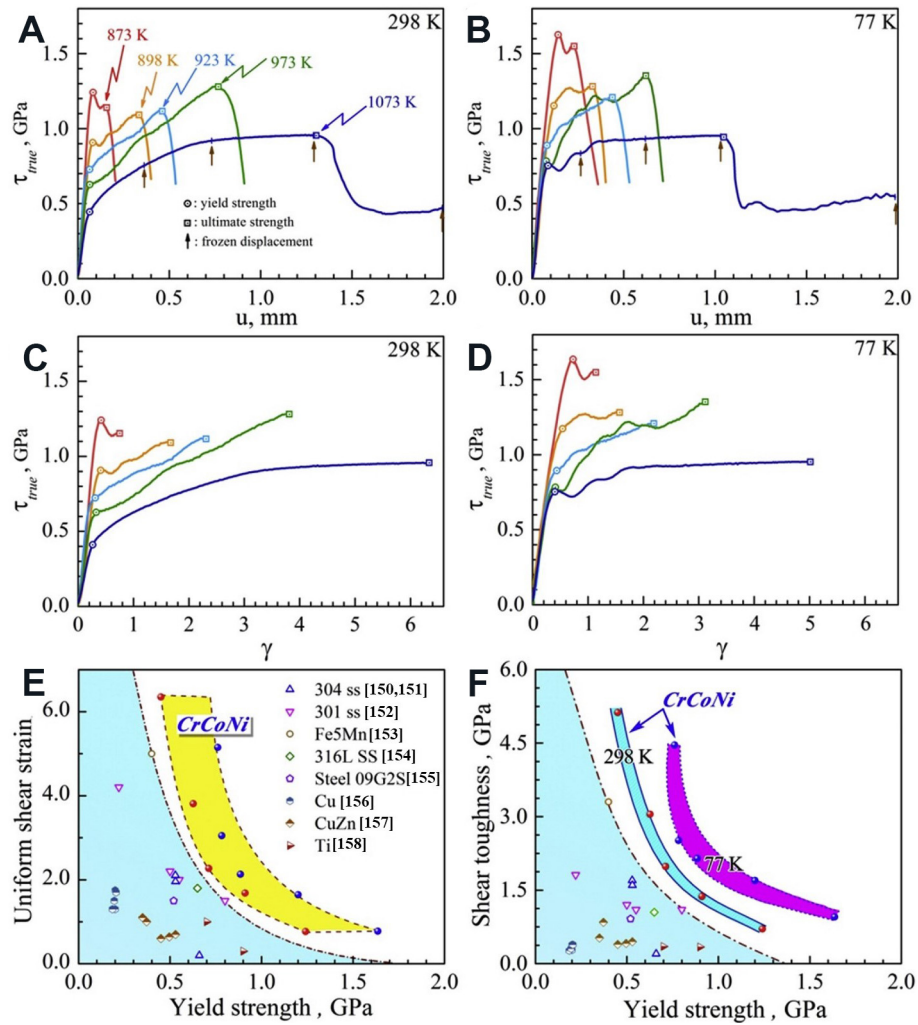 A
298 K
873 K
898 K
923 K
973 K
1073 K
τtrue , GPa
1.5
1.0
0.5
0.0
⊙ : yield strength
⊡ : ultimate strength
↑ : frozen displacement
0 0.5 1.0 1.5 2.0
u, mm
B
77 K
τtrue , GPa
1.5
1.0
0.5
0.0
0 0.5 1.0 1.5 2.0
u, mm
C
298 K
τtrue , GPa
1.5
1.0
0.5
0.0
0 1 2 3 4 5 6
γ
D
77 K
τtrue , GPa
1.5
1.0
0.5
0.0
0 1 2 3 4 5 6
γ
E
Uniform shear strain
6.0
4.0
2.0
0.0
CrCoNi
304 ss [150,151]
301 ss [152]
Fe5Mn [153]
316L SS [154]
Steel 09G2S[155]
Cu [156]
CuZn [157]
Ti[158]
0.0 0.5 1.0 1.5 2.0
Yield strength , GPa
F
Shear toughness, GPa
6.0
4.5
3.0
1.5
0.0
CrCoNi
298 K
77 K
0.0 0.5 1.0 1.5 2.0
Yield strength , GPa